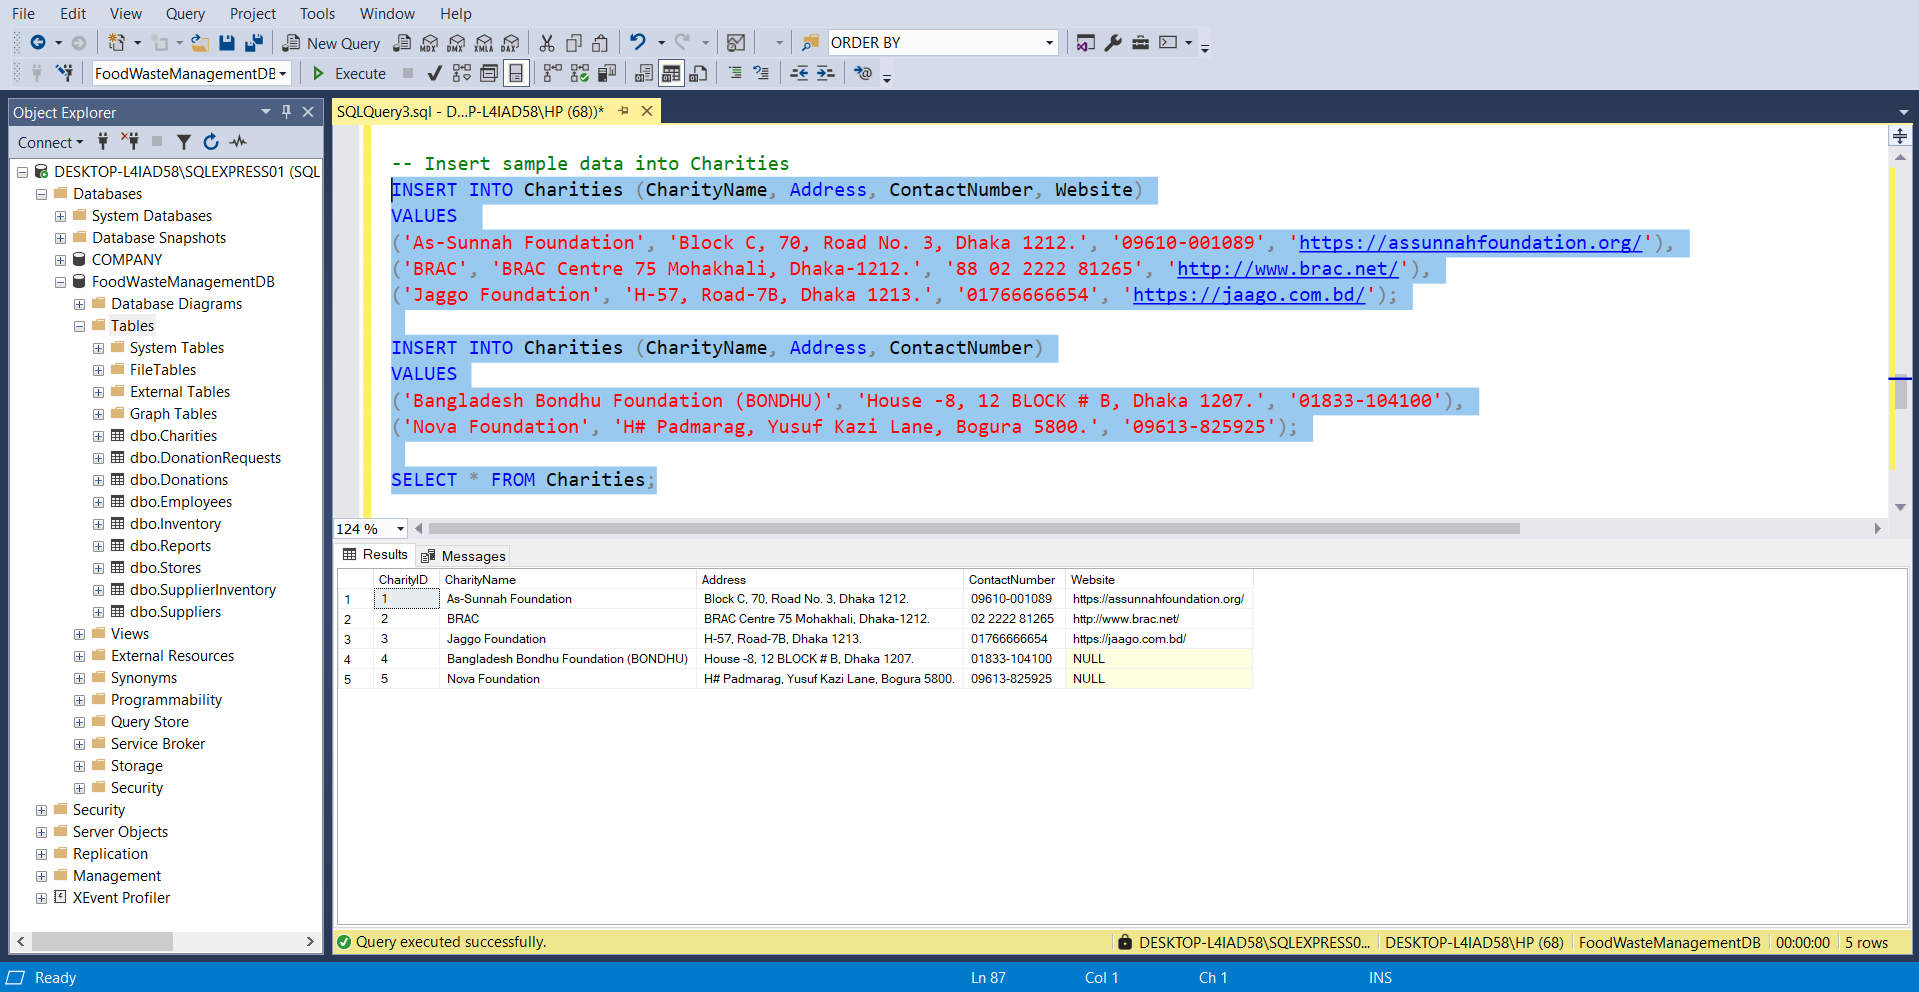 File Edit View Query Project Tools Window Help
New Query MDX DMX XMLA DAX ORDER BY
FoodWasteManagementDB Execute
Object Explorer
Connect
DESKTOP-L4IAD58\SQLEXPRESS01 (SQL
Databases
System Databases
Database Snapshots
COMPANY
FoodWasteManagementDB
Database Diagrams
Tables
System Tables
FileTables
External Tables
Graph Tables
dbo.Charities
dbo.DonationRequests
dbo.Donations
dbo.Employees
dbo.Inventory
dbo.Reports
dbo.Stores
dbo.SupplierInventory
dbo.Suppliers
Views
External Resources
Synonyms
Programmability
Query Store
Service Broker
Storage
Security
Security
Server Objects
Replication
Management
XEvent Profiler
SQLQuery3.sql - D...P-L4IAD58\HP (68))*
-- Insert sample data into Charities
INSERT INTO Charities (CharityName, Address, ContactNumber, Website)
VALUES
('As-Sunnah Foundation', 'Block C, 70, Road No. 3, Dhaka 1212.', '09610-001089', 'https://assunnahfoundation.org/'),
('BRAC', 'BRAC Centre 75 Mohakhali, Dhaka-1212.', '88 02 2222 81265', 'http://www.brac.net/'),
('Jaggo Foundation', 'H-57, Road-7B, Dhaka 1213.', '01766666654', 'https://jaago.com.bd/');
INSERT INTO Charities (CharityName, Address, ContactNumber)
VALUES
('Bangladesh Bondhu Foundation (BONDHU)', 'House -8, 12 BLOCK # B, Dhaka 1207.', '01833-104100'),
('Nova Foundation', 'H# Padmarag, Yusuf Kazi Lane, Bogura 5800.', '09613-825925');
SELECT * FROM Charities;
124 %
Results Messages
CharityID CharityName Address ContactNumber Website
1 1 As-Sunnah Foundation Block C, 70, Road No. 3, Dhaka 1212. 09610-001089 https://assunnahfoundation.org/
2 2 BRAC BRAC Centre 75 Mohakhali, Dhaka-1212. 02 2222 81265 http://www.brac.net/
3 3 Jaggo Foundation H-57, Road-7B, Dhaka 1213. 01766666654 https://jaago.com.bd/
4 4 Bangladesh Bondhu Foundation (BONDHU) House -8, 12 BLOCK # B, Dhaka 1207. 01833-104100 NULL
5 5 Nova Foundation H# Padmarag, Yusuf Kazi Lane, Bogura 5800. 09613-825925 NULL
Query executed successfully. DESKTOP-L4IAD58\SQLEXPRESS0... DESKTOP-L4IAD58\HP (68) FoodWasteManagementDB 00:00:00 5 rows
Ready Ln 87 Col 1 Ch 1 INS